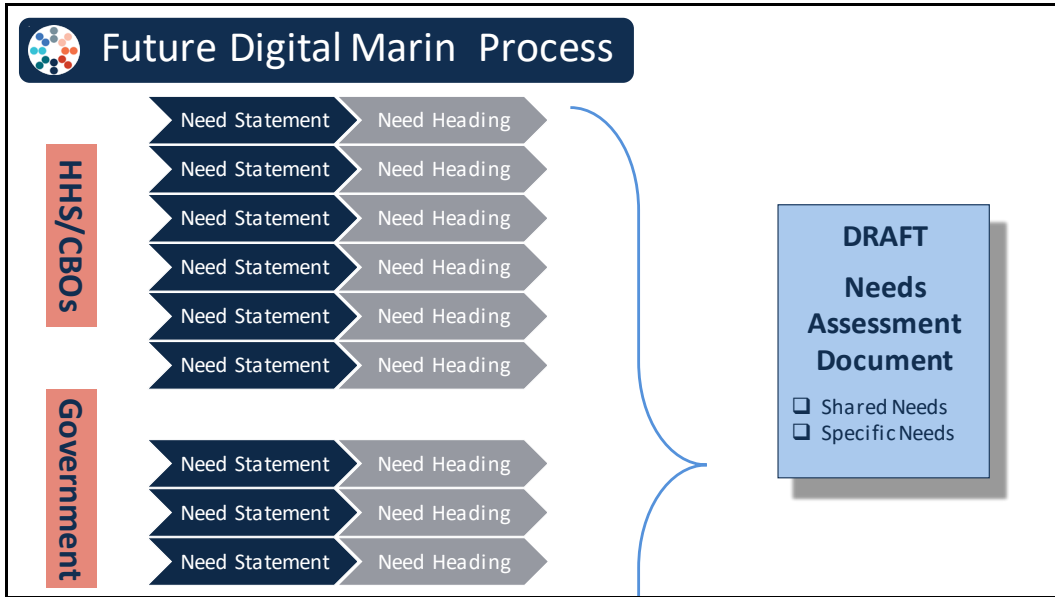 Future Digital Marin Process
HHS/CBOs
Need Statement Need Heading
Need Statement Need Heading
Need Statement Need Heading
Need Statement Need Heading
Need Statement Need Heading
Need Statement Need Heading
Government
Need Statement Need Heading
Need Statement Need Heading
Need Statement Need Heading
DRAFT
Needs
Assessment
Document
❑ Shared Needs
❑ Specific Needs